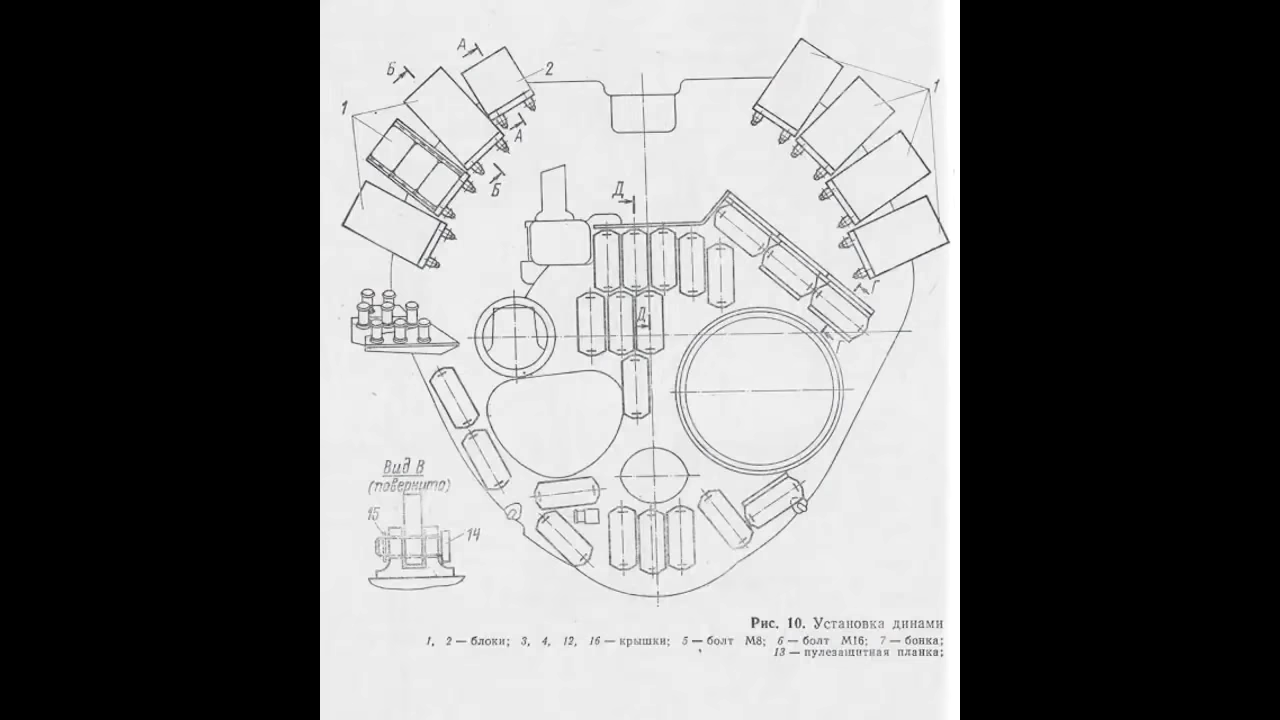 А
Б
2
1
1
А
Б
Д
Г
Д
Вид В
(повернуто)
15
14
Рис. 10. Установка динами
1, 2 — блоки; 3, 4, 12, 16 — крышки; 5 — болт М8; 6 — болт М16; 7 — бонка;
13 — пулезащитная планка;